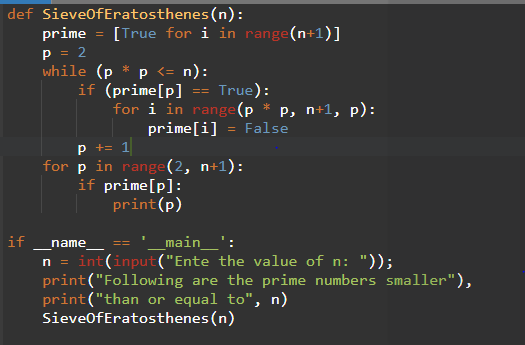 def SieveOfEratosthenes(n):
    prime = [True for i in range(n+1)]
    p = 2
    while (p * p <= n):
        if (prime[p] == True):
            for i in range(p * p, n+1, p):
                prime[i] = False
        p += 1
    for p in range(2, n+1):
        if prime[p]:
            print(p)

if __name__ == '__main__':
    n = int(input("Ente the value of n: "));
    print("Following are the prime numbers smaller"),
    print("than or equal to", n)
    SieveOfEratosthenes(n)